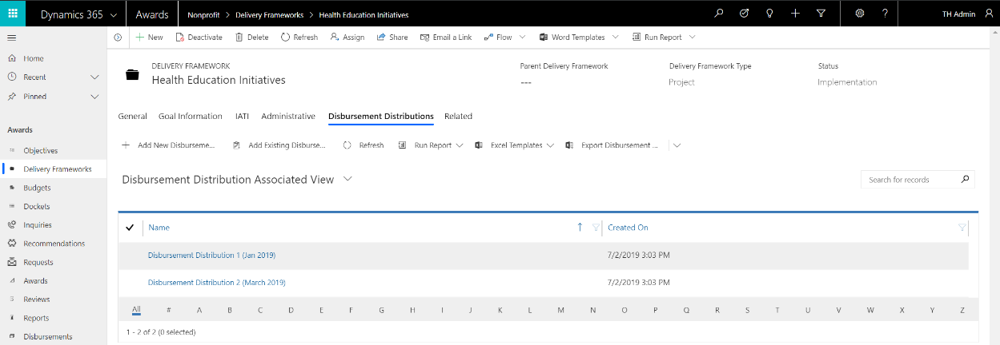 Dynamics 365 Awards Nonprofit > Delivery Frameworks > Health Education Initiatives TH Admin
New Deactivate Delete Refresh Assign Share Email a Link Flow Word Templates Run Report
Home
Recent
Pinned
Awards
Objectives
Delivery Frameworks
Budgets
Dockets
Inquiries
Recommendations
Requests
Awards
Reviews
Reports
Disbursements
DELIVERY FRAMEWORK
Health Education Initiatives
Parent Delivery Framework
---
Delivery Framework Type
Project
Status
Implementation
General Goal Information IATI Administrative Disbursement Distributions Related
Add New Disburseme... Add Existing Disburse... Refresh Run Report Excel Templates Export Disbursement ...
Disbursement Distribution Associated View
Search for records
Name Created On
Disbursement Distribution 1 (Jan 2019) 7/2/2019 3:03 PM
Disbursement Distribution 2 (March 2019) 7/2/2019 3:03 PM
All # A B C D E F G H I J K L M N O P Q R S T U V W X Y Z
1 - 2 of 2 (0 selected)